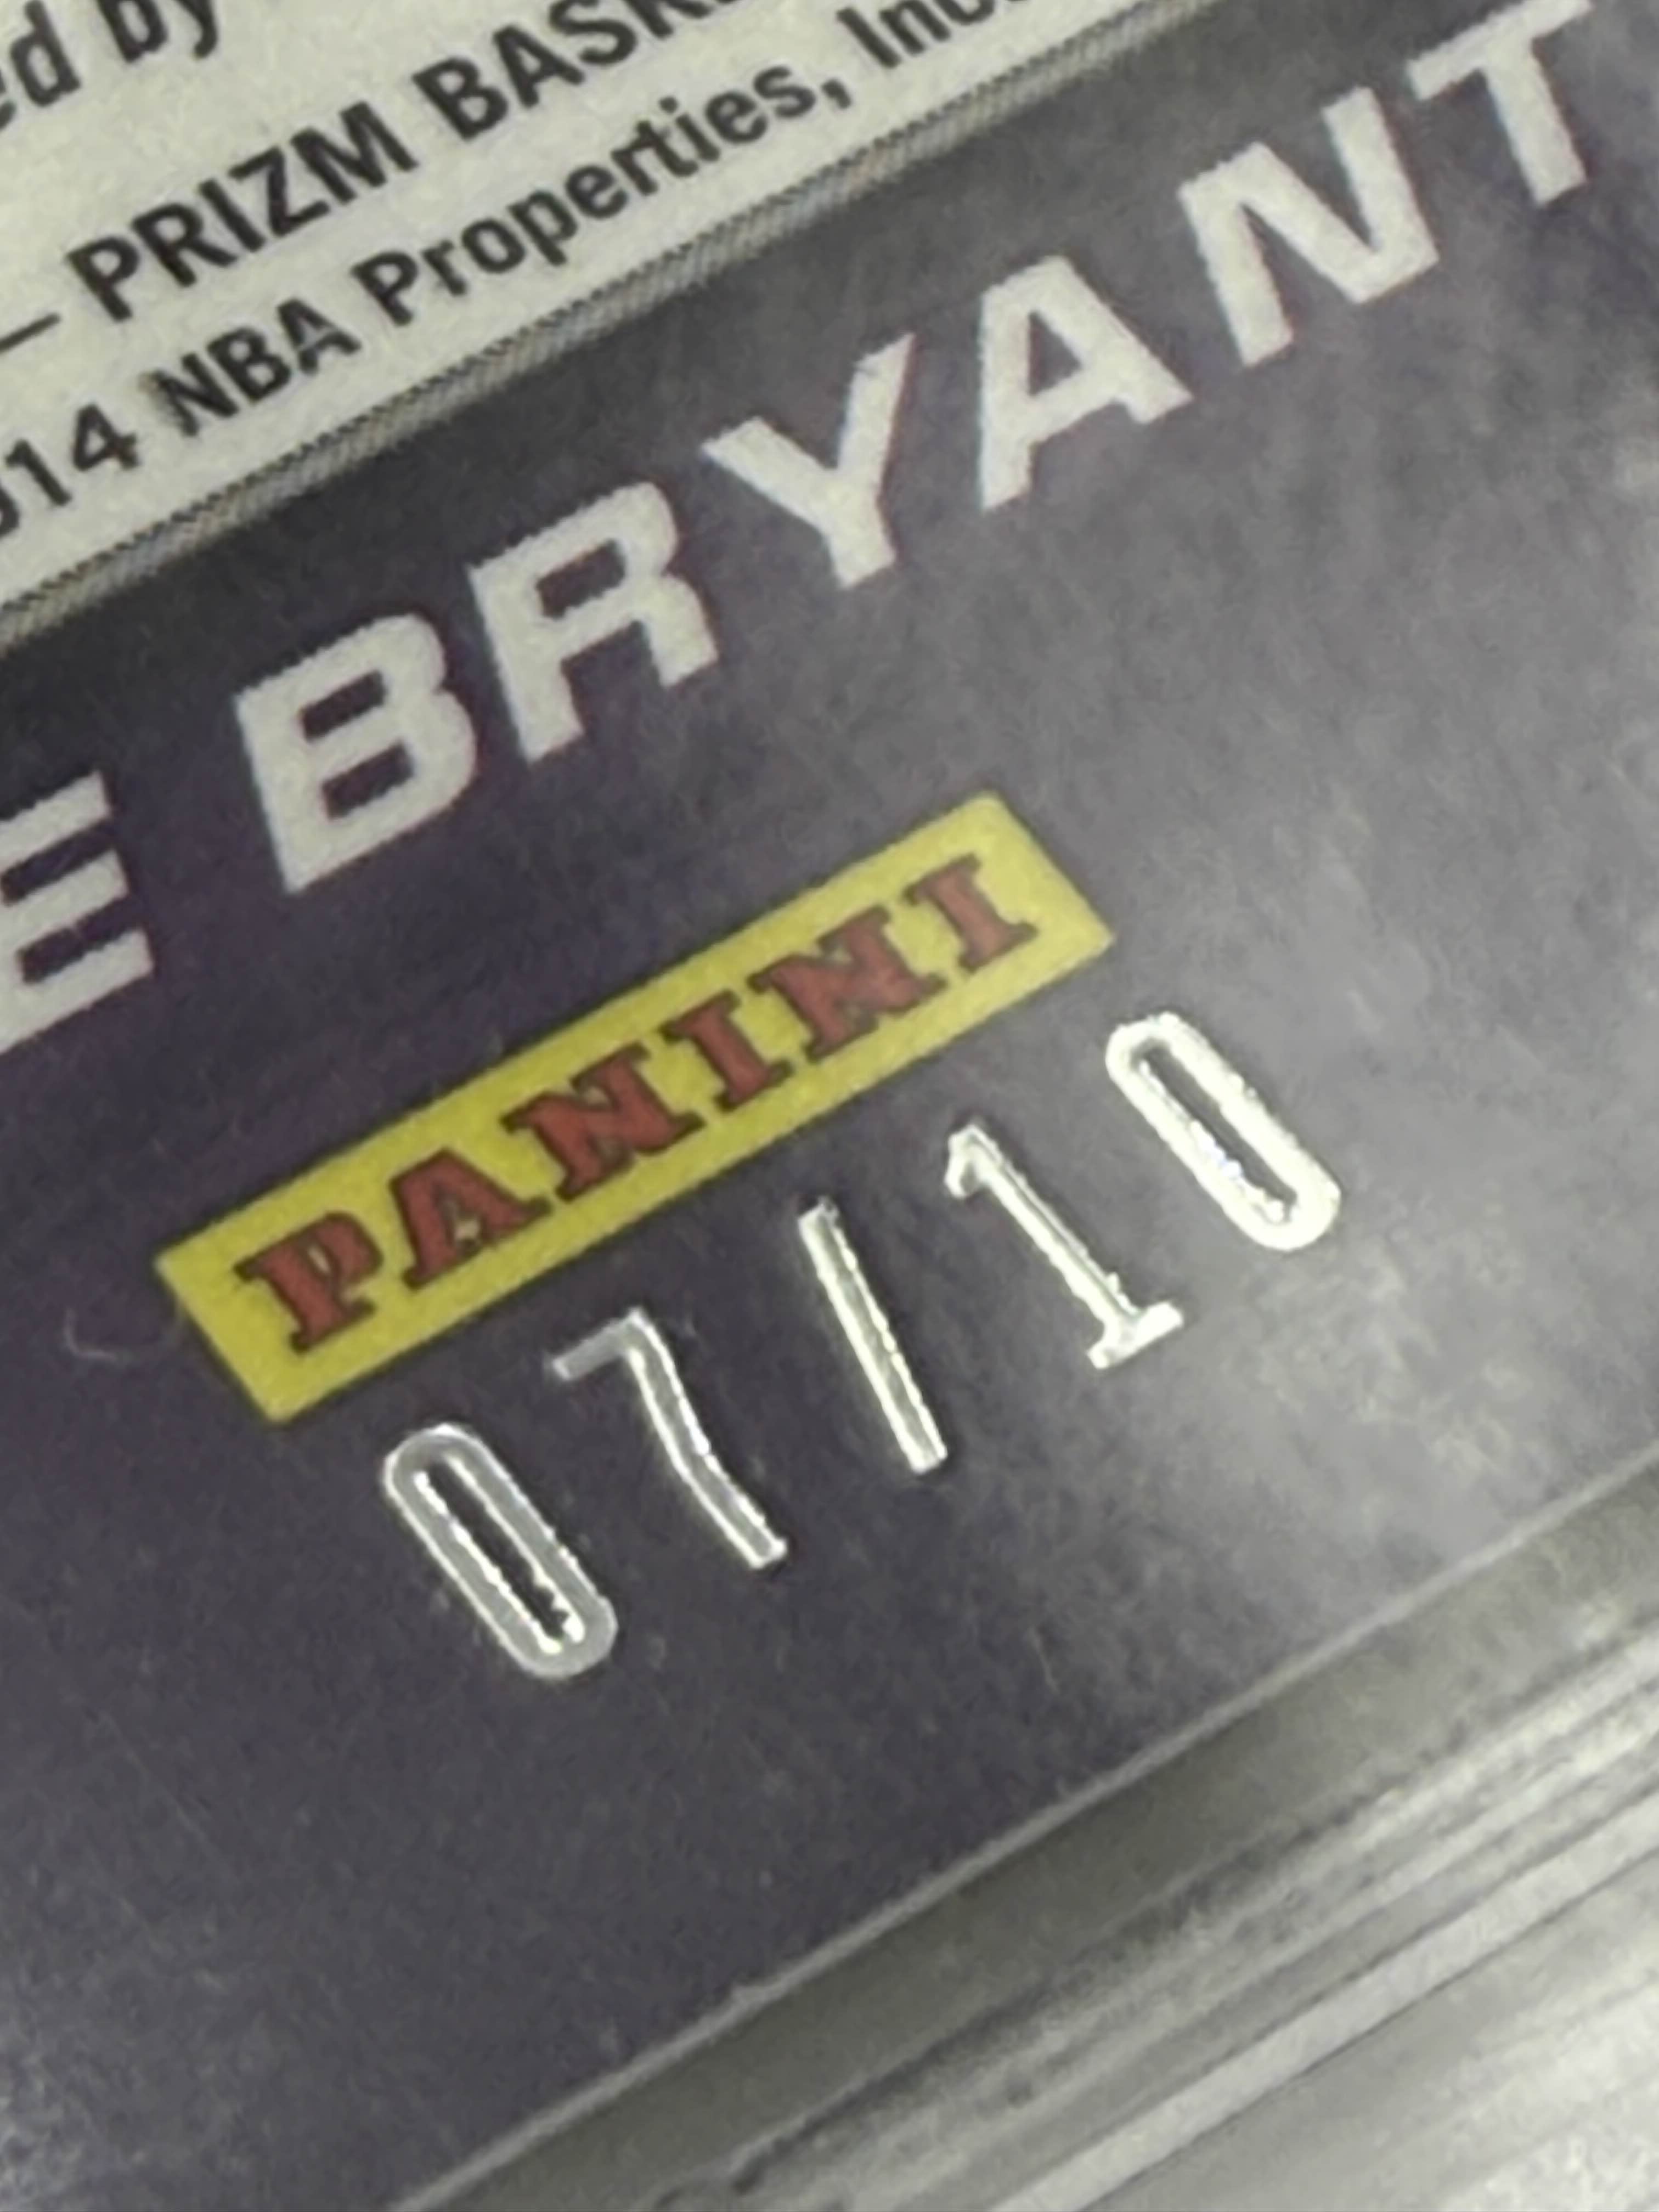 ed by
— PRIZM BASK
014 NBA Properties, Inc
E BRYANT
PANINI
07/10